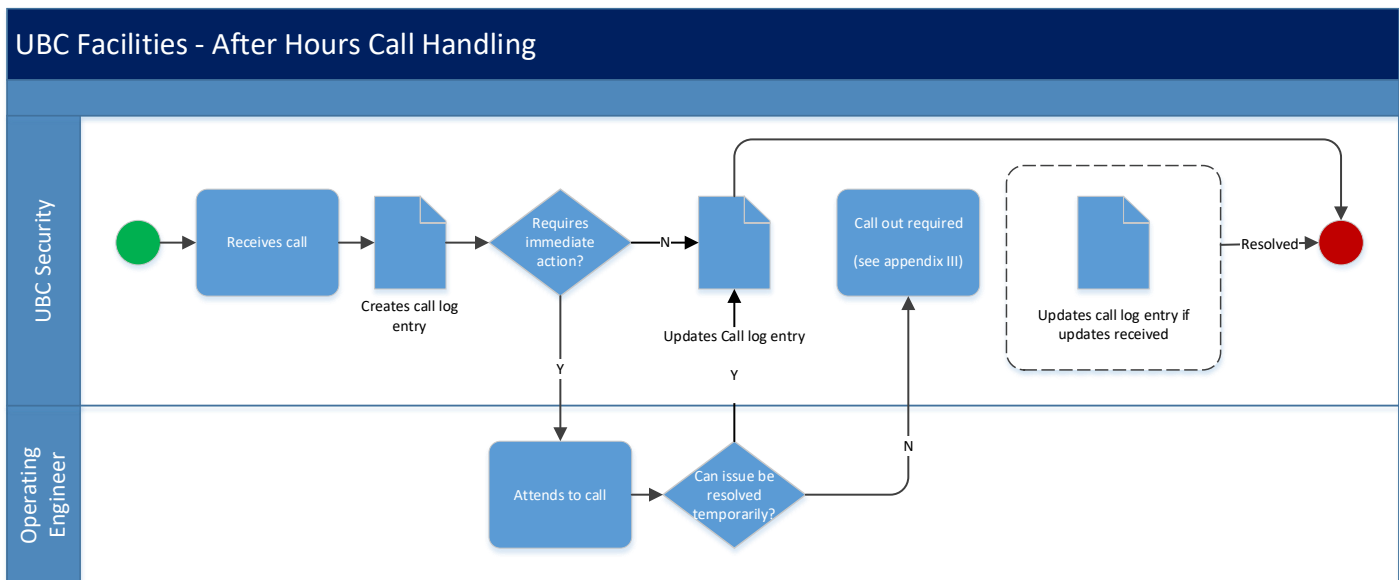 UBC Facilities - After Hours Call Handling
UBC Security
Receives call
Creates call log
entry
Requires
immediate
action?
N
Y
Updates Call log entry
Y
Call out required
(see appendix III)
N
Updates call log entry if
updates received
Resolved
Operating
Engineer
Attends to call
Can issue be
resolved
temporarily?